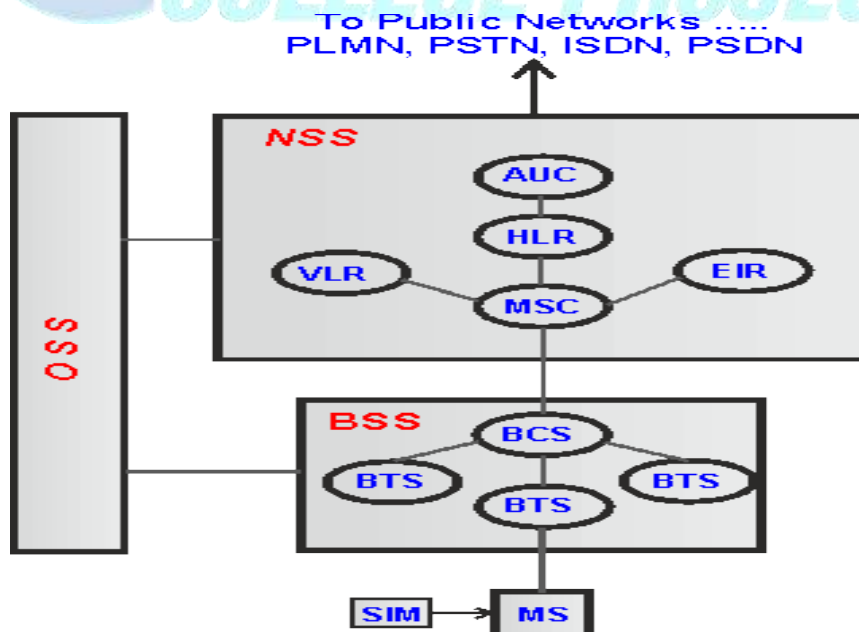 To Public Networks .....
PLMN, PSTN, ISDN, PSDN
NSS
AUC
HLR
VLR
EIR
MSC
OSS
BSS
BCS
BTS
BTS
BTS
SIM
MS